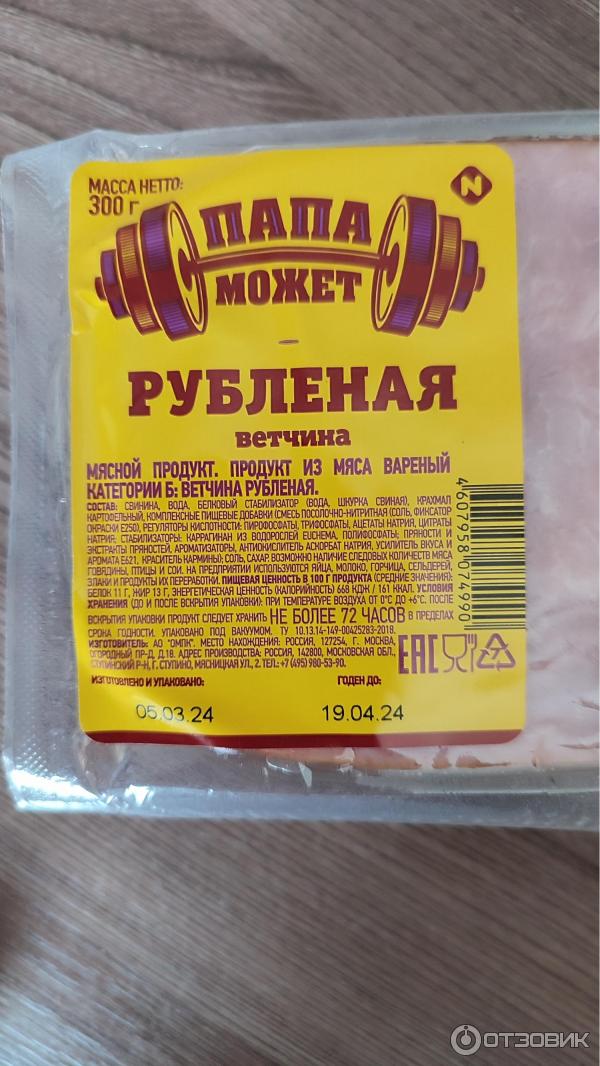 МАССА НЕТТО:
300 г
N
ПАПА
МОЖЕТ
РУБЛЕНАЯ
ветчина
МЯСНОЙ ПРОДУКТ. ПРОДУКТ ИЗ МЯСА ВАРЕНЫЙ
КАТЕГОРИИ Б: ВЕТЧИНА РУБЛЕНАЯ.
СОСТАВ: СВИНИНА, ВОДА, БЕЛКОВЫЙ СТАБИЛИЗАТОР (ВОДА, ШКУРКА СВИНАЯ), КРАХМАЛ
КАРТОФЕЛЬНЫЙ, КОМПЛЕКСНЫЕ ПИЩЕВЫЕ ДОБАВКИ (СМЕСЬ ПОСОЛОЧНО-НИТРИТНАЯ (СОЛЬ, ФИКСАТОР
ОКРАСКИ Е250), РЕГУЛЯТОРЫ КИСЛОТНОСТИ: ПИРОФОСФАТЫ, ТРИФОСФАТЫ, АЦЕТАТЫ НАТРИЯ, ЦИТРАТЫ
НАТРИЯ; СТАБИЛИЗАТОРЫ: КАРРАГИНАН ИЗ ВОДОРОСЛЕЙ EUCHEMA, ПОЛИФОСФАТЫ; ПРЯНОСТИ И
ЭКСТРАКТЫ ПРЯНОСТЕЙ, АРОМАТИЗАТОРЫ, АНТИОКИСЛИТЕЛЬ АСКОРБАТ НАТРИЯ, УСИЛИТЕЛЬ ВКУСА И
АРОМАТА Е621, КРАСИТЕЛЬ КАРМИНЫ); СОЛЬ, САХАР. ВОЗМОЖНО НАЛИЧИЕ СЛЕДОВЫХ КОЛИЧЕСТВ МЯСА
ГОВЯДИНЫ, ПТИЦЫ И СОИ. НА ПРЕДПРИЯТИИ ИСПОЛЬЗУЮТСЯ ЯЙЦА, МОЛОКО, ГОРЧИЦА, СЕЛЬДЕРЕЙ,
ЗЛАКИ И ПРОДУКТЫ ИХ ПЕРЕРАБОТКИ. ПИЩЕВАЯ ЦЕННОСТЬ В 100 Г ПРОДУКТА (СРЕДНИЕ ЗНАЧЕНИЯ):
БЕЛОК 11 Г, ЖИР 13 Г, ЭНЕРГЕТИЧЕСКАЯ ЦЕННОСТЬ (КАЛОРИЙНОСТЬ) 668 КДЖ / 161 ККАЛ. УСЛОВИЯ
ХРАНЕНИЯ (ДО И ПОСЛЕ ВСКРЫТИЯ УПАКОВКИ): ПРИ ТЕМПЕРАТУРЕ ВОЗДУХА ОТ 0°С ДО +6°С. ПОСЛЕ
ВСКРЫТИЯ УПАКОВКИ ПРОДУКТ СЛЕДУЕТ ХРАНИТЬ НЕ БОЛЕЕ 72 ЧАСОВ В ПРЕДЕЛАХ
СРОКА ГОДНОСТИ. УПАКОВАНО ПОД ВАКУУМОМ. ТУ 10.13.14-149-00425283-2018.
ИЗГОТОВИТЕЛЬ: АО "ОМПК". МЕСТО НАХОЖДЕНИЯ: РОССИЯ, 127254, Г. МОСКВА,
ОГОРОДНЫЙ ПР-Д, Д.18. АДРЕС ПРОИЗВОДСТВА: РОССИЯ, 142800, МОСКОВСКАЯ ОБЛ.,
СТУПИНСКИЙ Р-Н, Г. СТУПИНО, МЯСНИЦКАЯ УЛ., 2. ТЕЛ.: +7 (495) 980-53-90.
4607958074990
EAC
7
ИЗГОТОВЛЕНО И УПАКОВАНО:
ГОДЕН ДО:
05.03.24
19.04.24
ОТЗОВИК